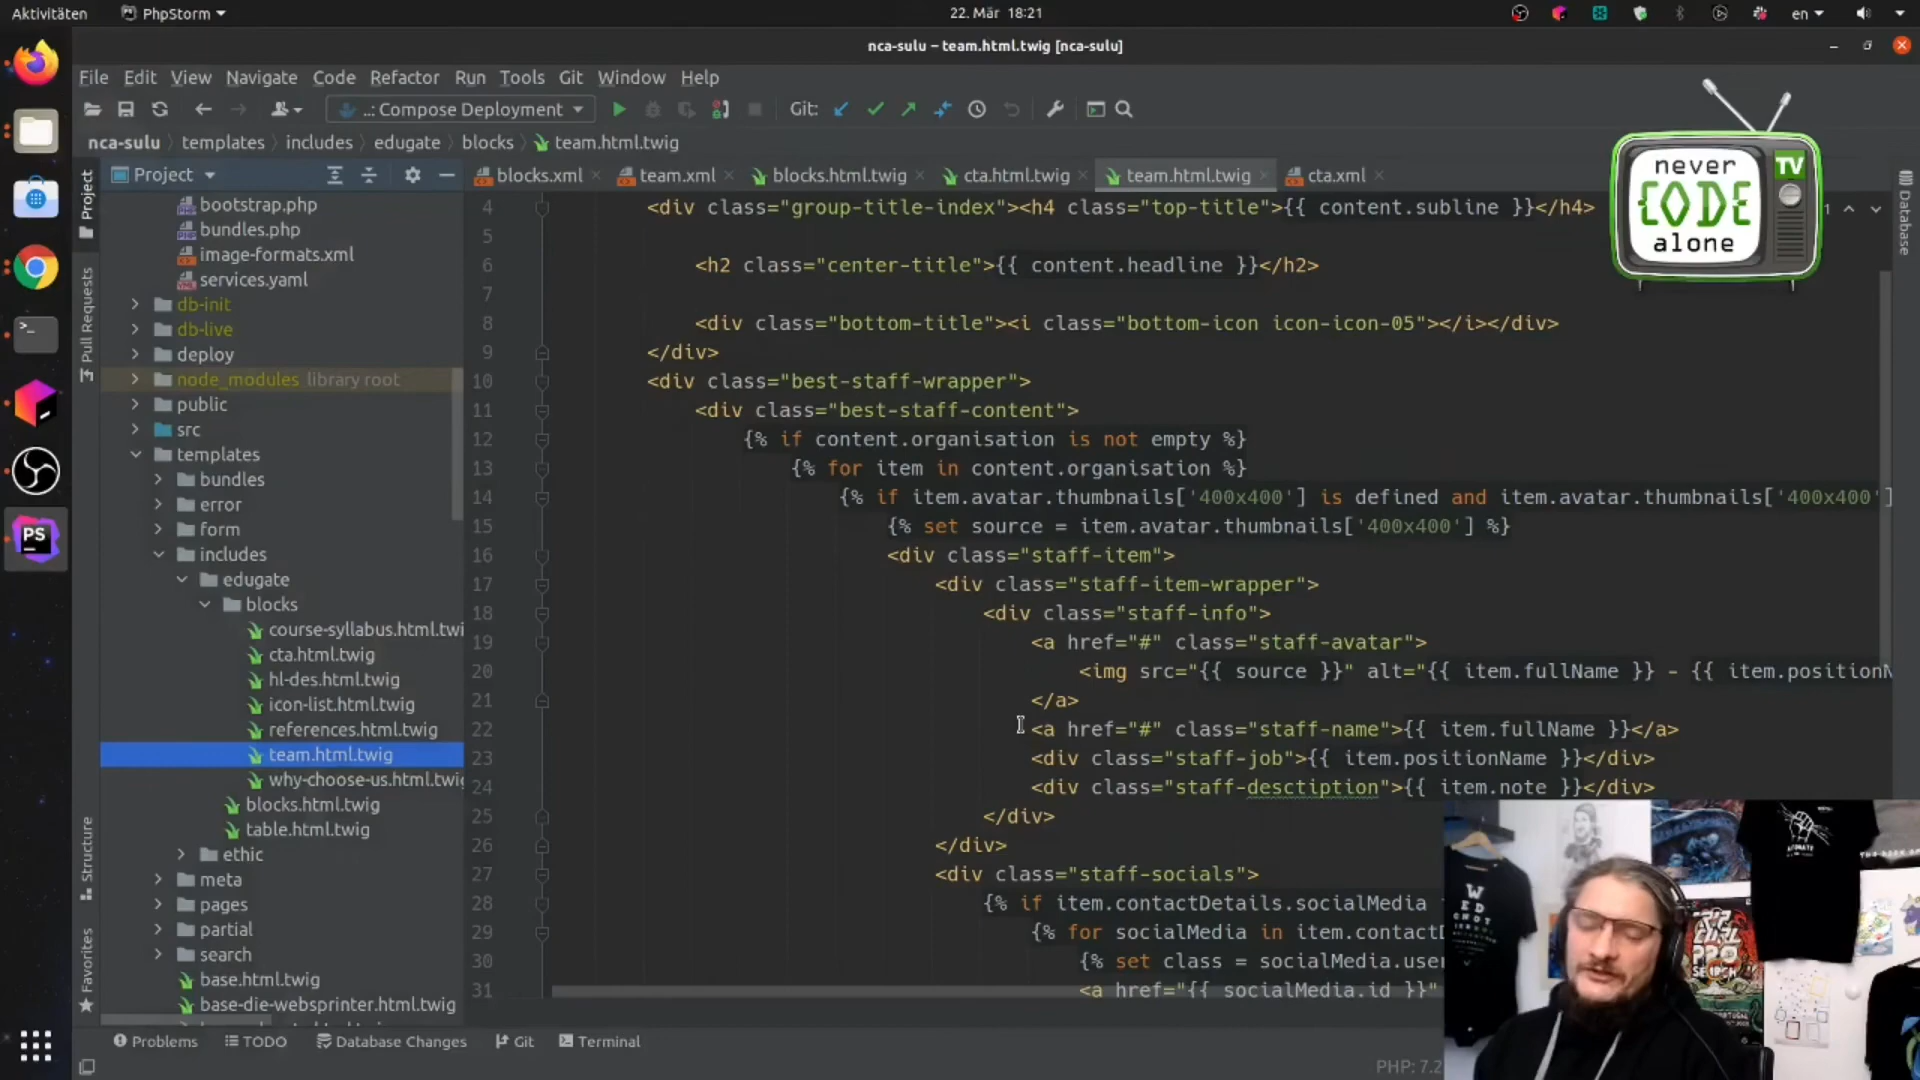 Aktivitäten PhpStorm 22. Mär 18:21 en
nca-sulu – team.html.twig [nca-sulu]
File Edit View Navigate Code Refactor Run Tools Git Window Help
..: Compose Deployment Git:
nca-sulu templates includes edugate blocks team.html.twig
never
CODE
alone
TV
Project
blocks.xml team.xml blocks.html.twig cta.html.twig team.html.twig cta.xml
Project
Pull Requests
Structure
Favorites
Database
bootstrap.php
bundles.php
image-formats.xml
services.yaml
db-init
db-live
deploy
node_modules library root
public
src
templates
bundles
error
form
includes
edugate
blocks
course-syllabus.html.twi
cta.html.twig
hl-des.html.twig
icon-list.html.twig
references.html.twig
team.html.twig
why-choose-us.html.twig
blocks.html.twig
table.html.twig
ethic
meta
pages
partial
search
base.html.twig
base-die-websprinter.html.twig
4 <div class="group-title-index"><h4 class="top-title">{{ content.subline }}</h4>
5
6 <h2 class="center-title">{{ content.headline }}</h2>
7
8 <div class="bottom-title"><i class="bottom-icon icon-icon-05"></i></div>
9 </div>
10 <div class="best-staff-wrapper">
11 <div class="best-staff-content">
12 {% if content.organisation is not empty %}
13 {% for item in content.organisation %}
14 {% if item.avatar.thumbnails['400x400'] is defined and item.avatar.thumbnails['400x400']
15 {% set source = item.avatar.thumbnails['400x400'] %}
16 <div class="staff-item">
17 <div class="staff-item-wrapper">
18 <div class="staff-info">
19 <a href="#" class="staff-avatar">
20 <img src="{{ source }}" alt="{{ item.fullName }} - {{ item.positionN
21 </a>
22 <a href="#" class="staff-name">{{ item.fullName }}</a>
23 <div class="staff-job">{{ item.positionName }}</div>
24 <div class="staff-desctiption">{{ item.note }}</div>
25 </div>
26 </div>
27 <div class="staff-socials">
28 {% if item.contactDetails.socialMedia
29 {% for socialMedia in item.contactD
30 {% set class = socialMedia.user
31 <a href="{{ socialMedia.id }}"
Problems TODO Database Changes Git Terminal
PHP: 7.2